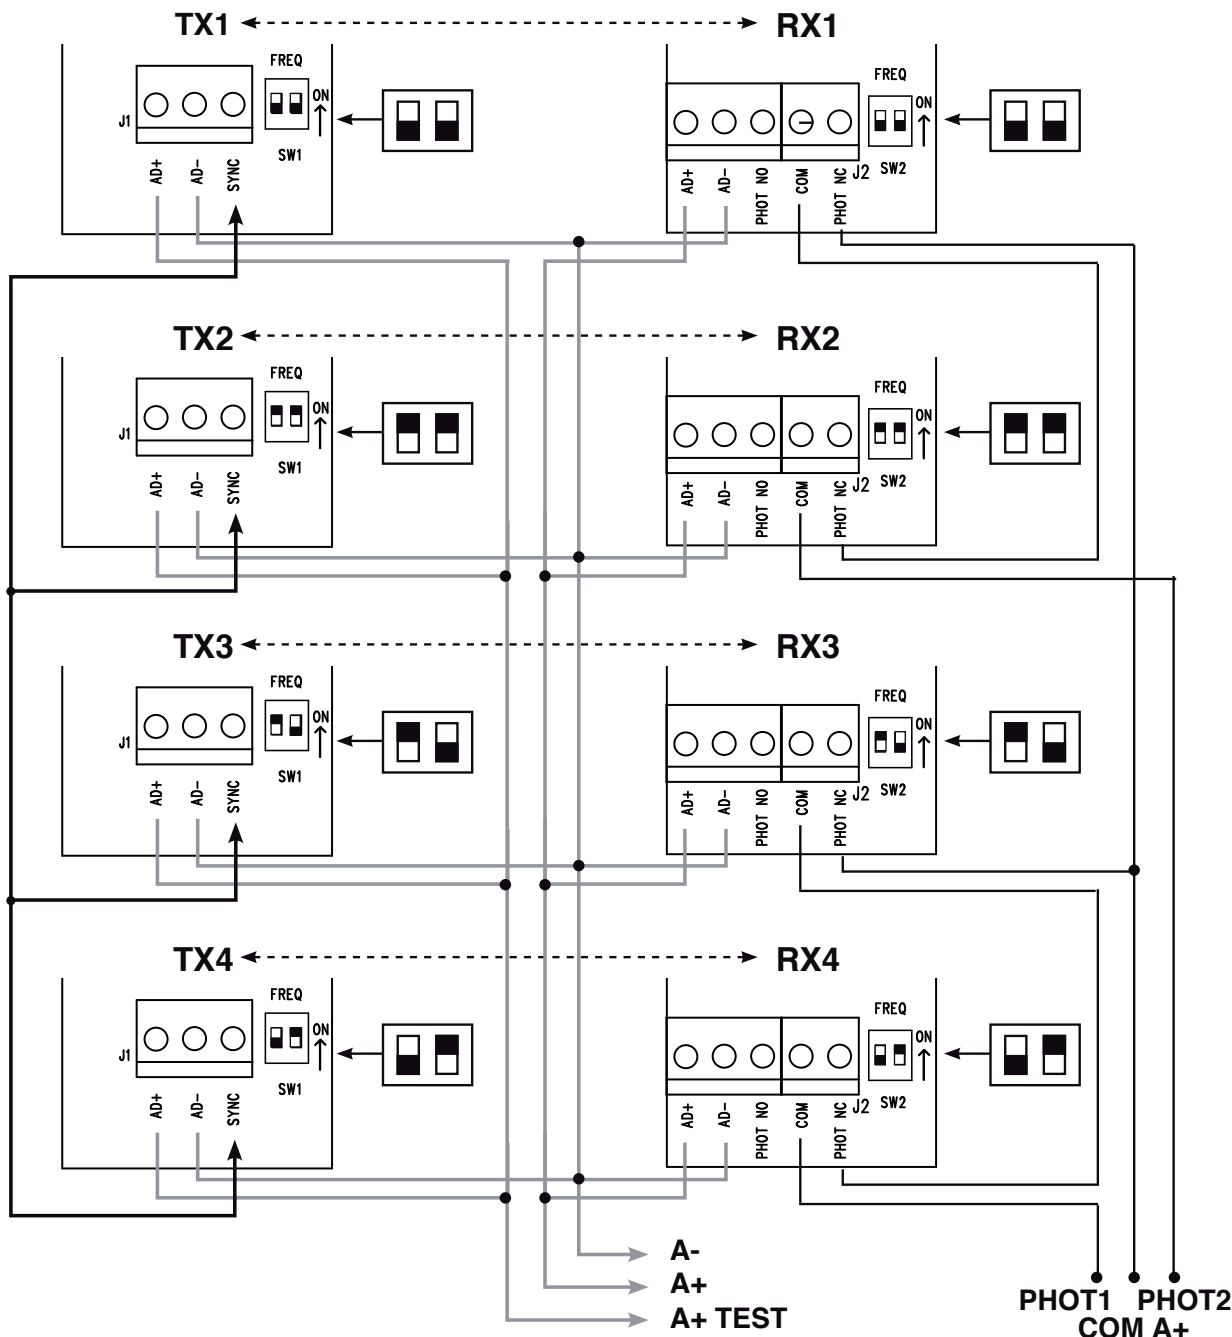 TX1 RX1
FREQ
ON
J1
SW1
AD+ AD- SYNC
FREQ
ON
J2 SW2
AD+ AD- PHOT NO COM PHOT NC
TX2 RX2
FREQ
ON
J1
SW1
AD+ AD- SYNC
FREQ
ON
J2 SW2
AD+ AD- PHOT NO COM PHOT NC
TX3 RX3
FREQ
ON
J1
SW1
AD+ AD- SYNC
FREQ
ON
J2 SW2
AD+ AD- PHOT NO COM PHOT NC
TX4 RX4
FREQ
ON
J1
SW1
AD+ AD- SYNC
FREQ
ON
J2 SW2
AD+ AD- PHOT NO COM PHOT NC
A-
A+
A+ TEST
PHOT1 PHOT2
COM A+